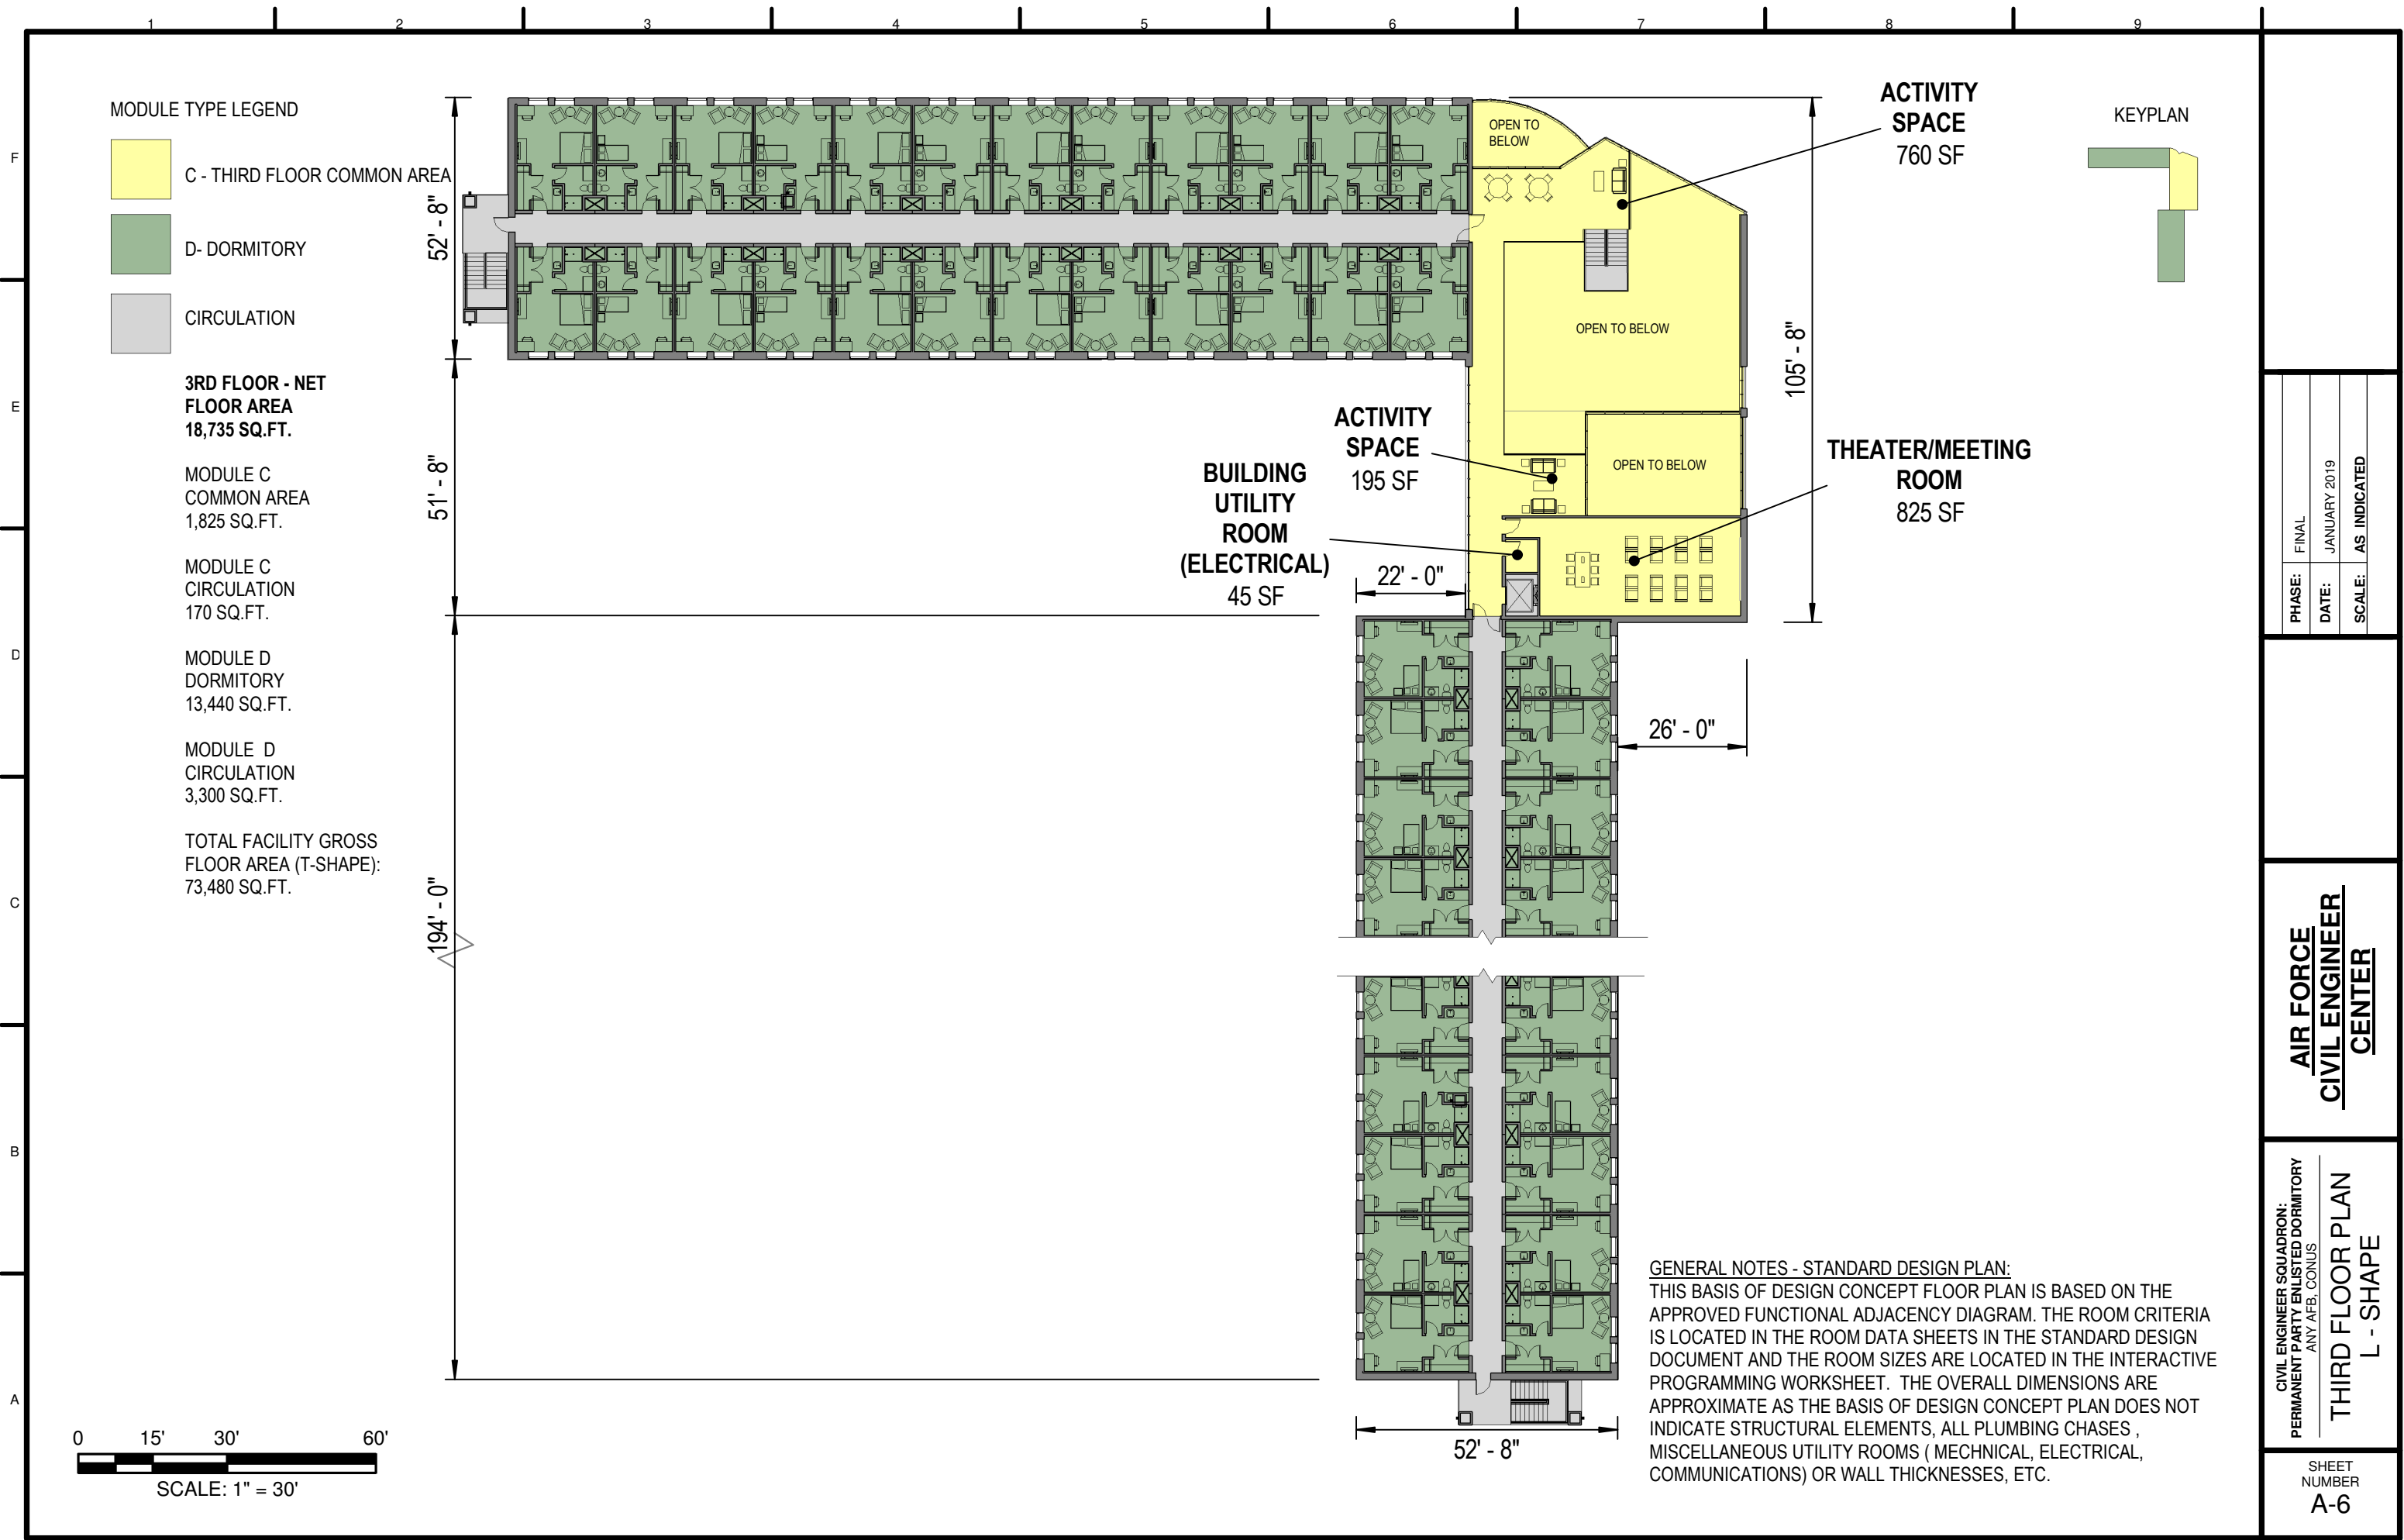 1
2
3
4
5
6
7
8
9
F
E
D
C
B
A
MODULE TYPE LEGEND
C - THIRD FLOOR COMMON AREA
D- DORMITORY
CIRCULATION
3RD FLOOR - NET
FLOOR AREA
18,735 SQ.FT.
MODULE C
COMMON AREA
1,825 SQ.FT.
MODULE C
CIRCULATION
170 SQ.FT.
MODULE D
DORMITORY
13,440 SQ.FT.
MODULE D
CIRCULATION
3,300 SQ.FT.
TOTAL FACILITY GROSS
FLOOR AREA (T-SHAPE):
73,480 SQ.FT.
52' - 8"
51' - 8"
194' - 0"
OPEN TO
BELOW
ACTIVITY
SPACE
760 SF
KEYPLAN
OPEN TO BELOW
105' - 8"
ACTIVITY
SPACE
195 SF
OPEN TO BELOW
THEATER/MEETING
ROOM
825 SF
BUILDING
UTILITY
ROOM
(ELECTRICAL)
45 SF
22' - 0"
26' - 0"
52' - 8"
GENERAL NOTES - STANDARD DESIGN PLAN:
THIS BASIS OF DESIGN CONCEPT FLOOR PLAN IS BASED ON THE
APPROVED FUNCTIONAL ADJACENCY DIAGRAM. THE ROOM CRITERIA
IS LOCATED IN THE ROOM DATA SHEETS IN THE STANDARD DESIGN
DOCUMENT AND THE ROOM SIZES ARE LOCATED IN THE INTERACTIVE
PROGRAMMING WORKSHEET. THE OVERALL DIMENSIONS ARE
APPROXIMATE AS THE BASIS OF DESIGN CONCEPT PLAN DOES NOT
INDICATE STRUCTURAL ELEMENTS, ALL PLUMBING CHASES ,
MISCELLANEOUS UTILITY ROOMS ( MECHNICAL, ELECTRICAL,
COMMUNICATIONS) OR WALL THICKNESSES, ETC.
0 15' 30' 60'
SCALE: 1" = 30'
PHASE: FINAL
DATE: JANUARY 2019
SCALE: AS INDICATED
AIR FORCE
CIVIL ENGINEER
CENTER
CIVIL ENGINEER SQUADRON:
PERMANENT PARTY ENLISTED DORMITORY
ANY AFB, CONUS
THIRD FLOOR PLAN
L - SHAPE
SHEET
NUMBER
A-6